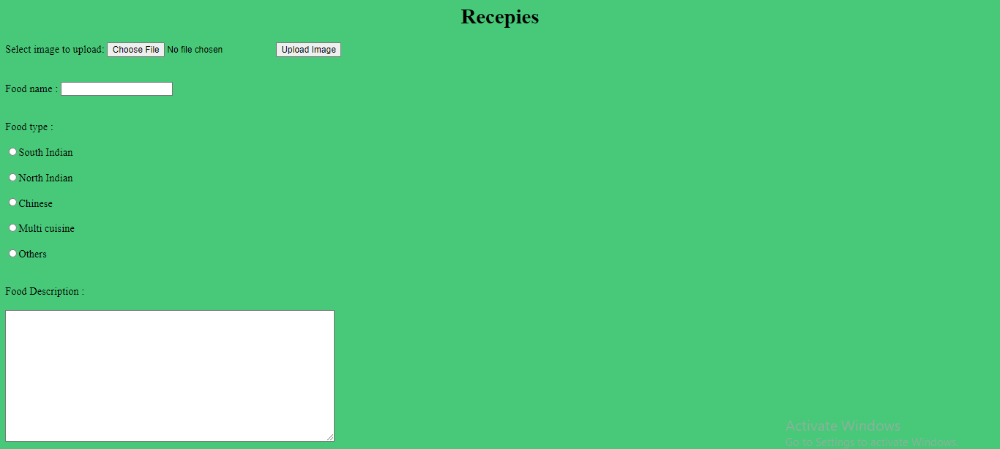 Recepies
Select image to upload: Choose File No file chosen Upload Image
Food name :
Food type :
South Indian
North Indian
Chinese
Multi cuisine
Others
Food Description :
Activate Windows
Go to Settings to activate Windows.